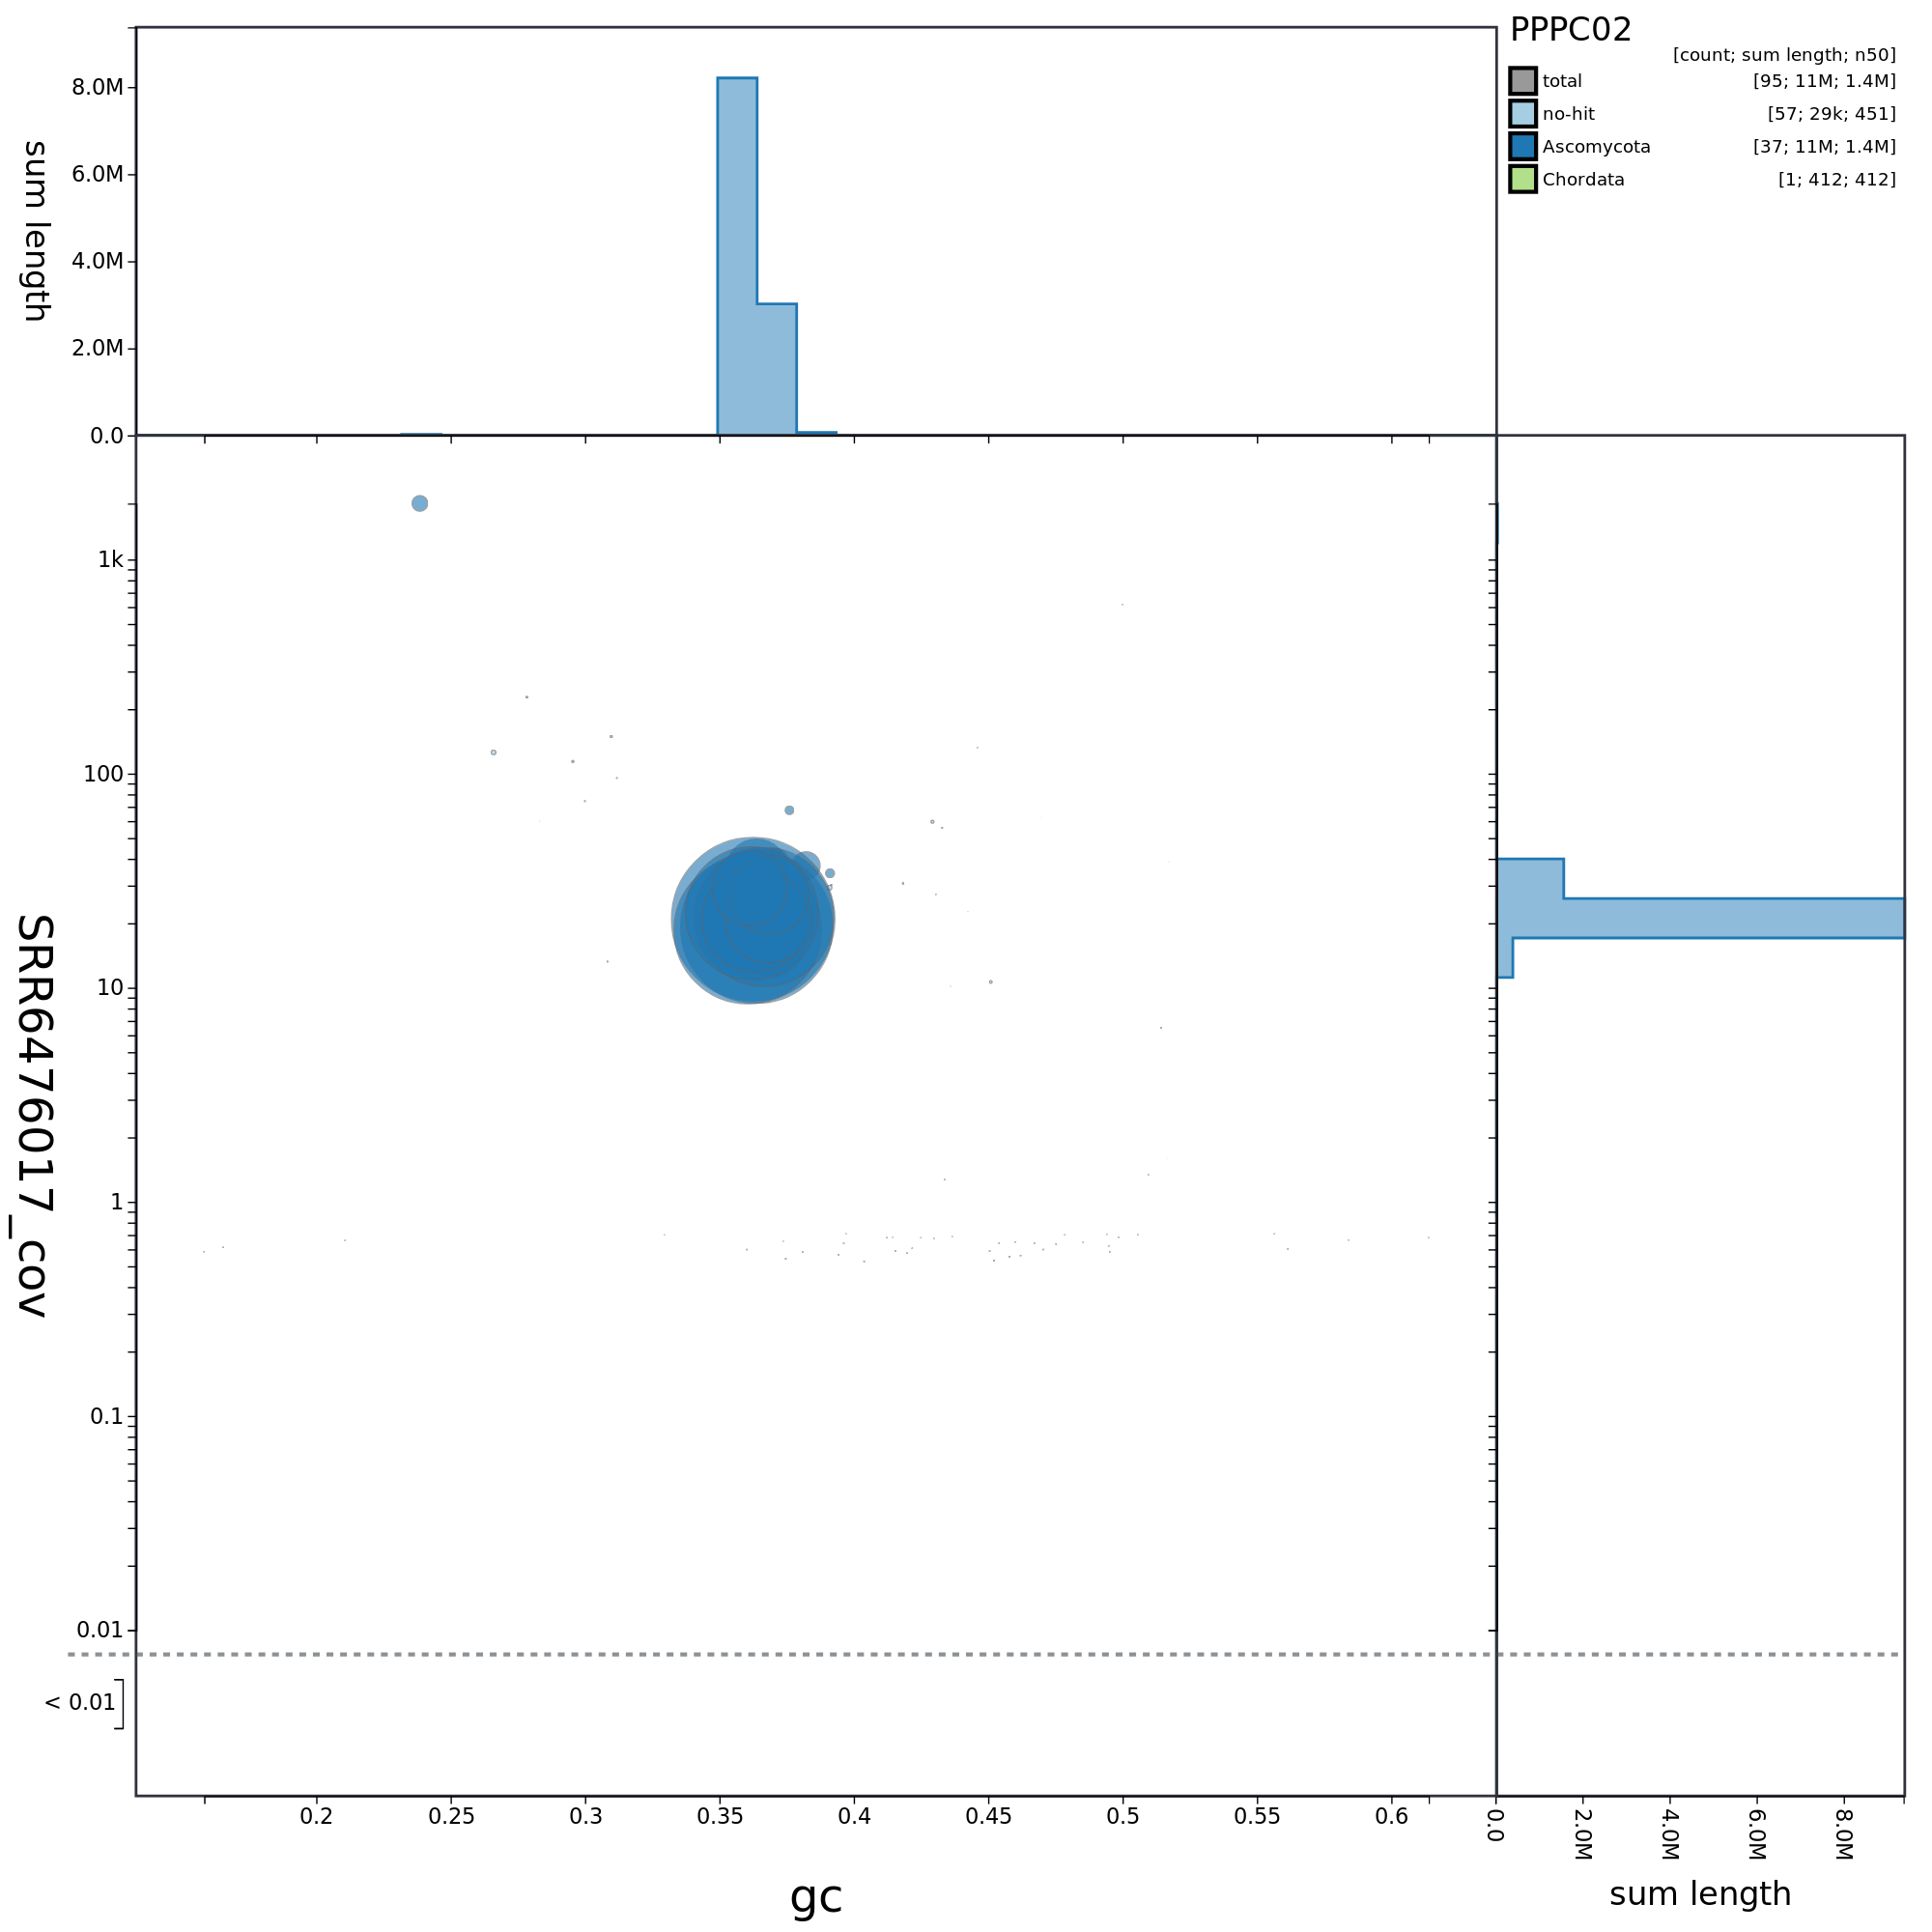 PPPC02
[count; sum length; n50]
total [95; 11M; 1.4M]
no-hit [57; 29k; 451]
Ascomycota [37; 11M; 1.4M]
Chordata [1; 412; 412]
sum length
8.0M
6.0M
4.0M
2.0M
0.0
SRR6476017_cov
1k
100
10
1
0.1
0.01
< 0.01
0.2 0.25 0.3 0.35 0.4 0.45 0.5 0.55 0.6
gc
0.0 2.0M 4.0M 6.0M 8.0M
sum length